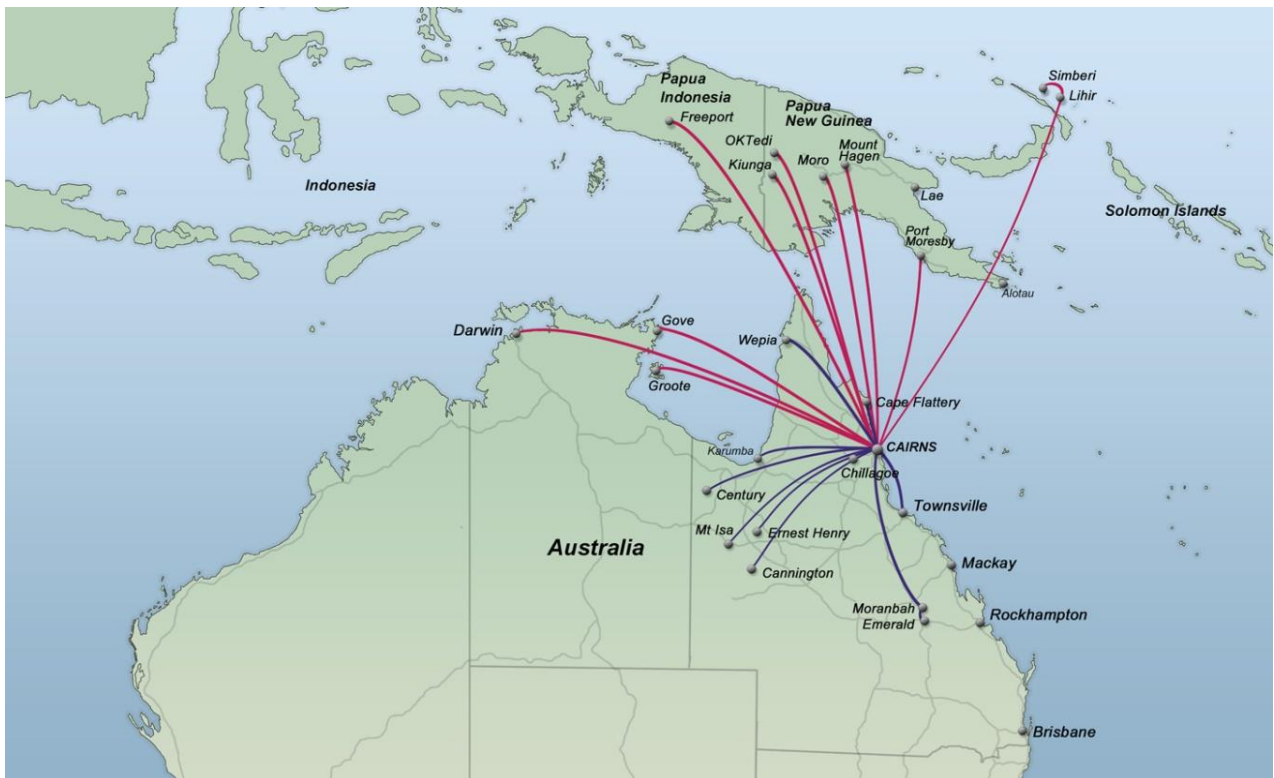 Simberi
Lihir
Papua
Indonesia
Freeport
Papua
New Guinea
OKTedi
Kiunga
Moro
Mount
Hagen
Lae
Indonesia
Solomon Islands
Port
Moresby
Alotau
Darwin
Gove
Wepia
Groote
Cape Flattery
CAIRNS
Karumba
Chillagoe
Century
Townsville
Mt Isa
Ernest Henry
Australia
Cannington
Mackay
Moranbah
Emerald
Rockhampton
Brisbane